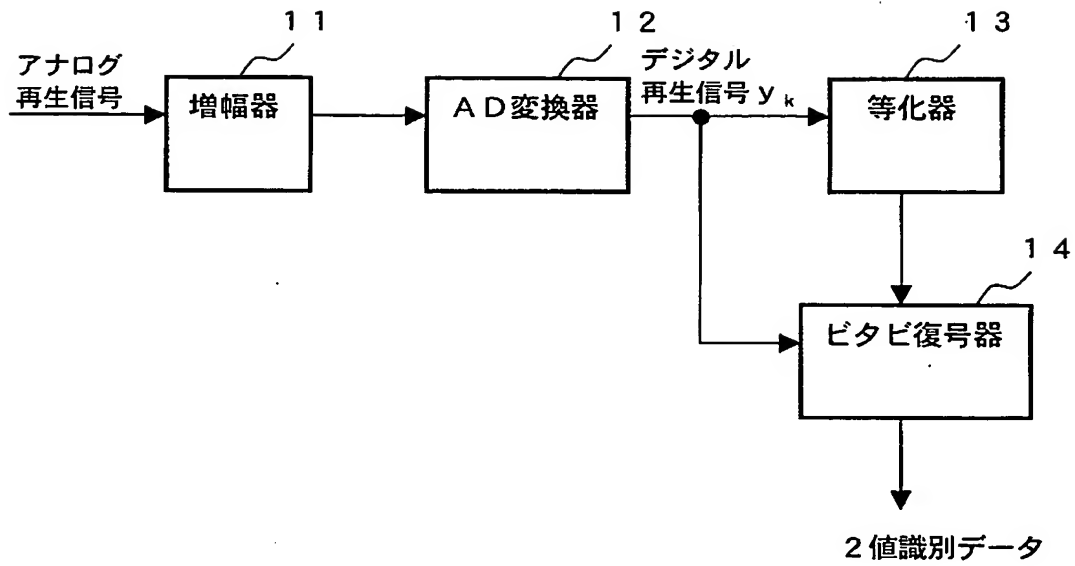 １１
１２
１３
アナログ
再生信号
増幅器
ＡＤ変換器
デジタル
再生信号ｙk
等化器
１４
ビタビ復号器
２値識別データ